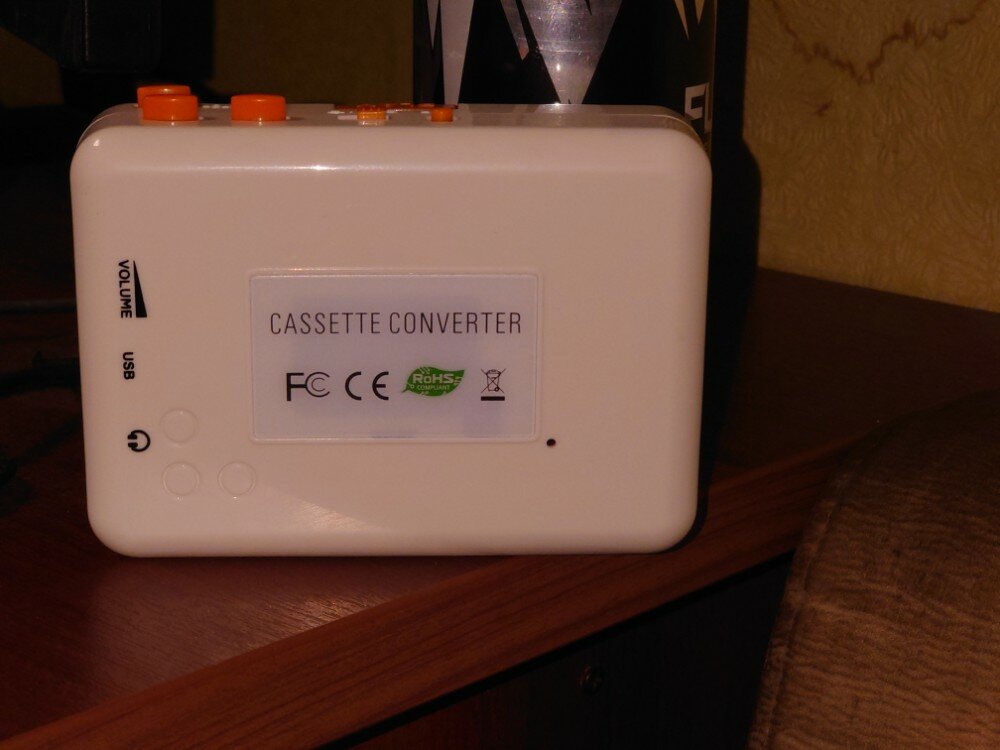 VOLUME
USB
CASSETTE CONVERTER
FC CE RoHS
COMPLIANT